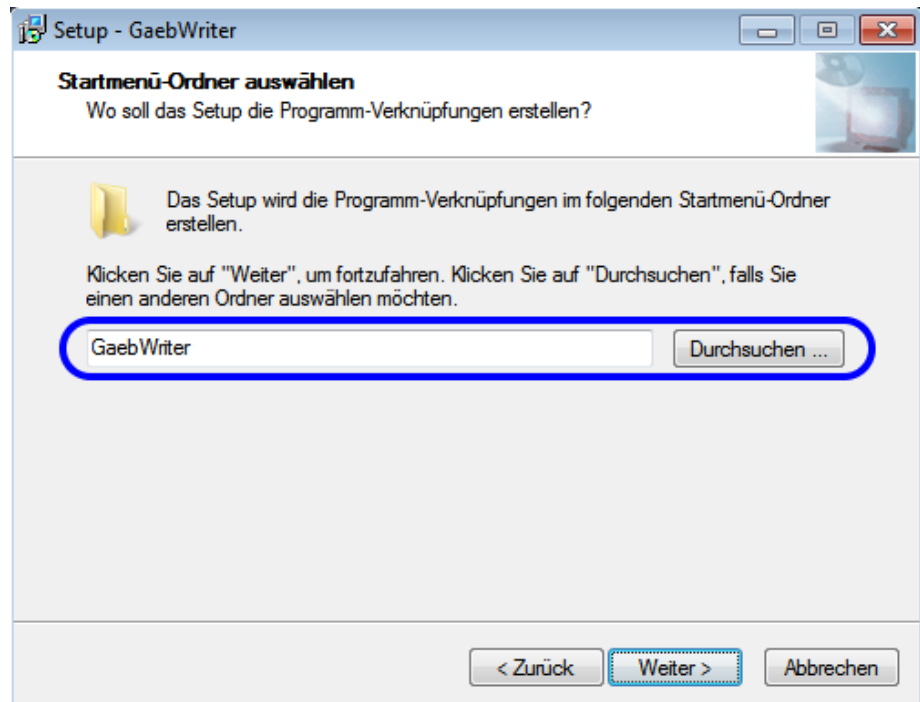 Setup - GaebWriter
Startmenü-Ordner auswählen
Wo soll das Setup die Programm-Verknüpfungen erstellen?
Das Setup wird die Programm-Verknüpfungen im folgenden Startmenü-Ordner
erstellen.
Klicken Sie auf "Weiter", um fortzufahren. Klicken Sie auf "Durchsuchen", falls Sie
einen anderen Ordner auswählen möchten.
GaebWriter
Durchsuchen ...
< Zurück
Weiter >
Abbrechen